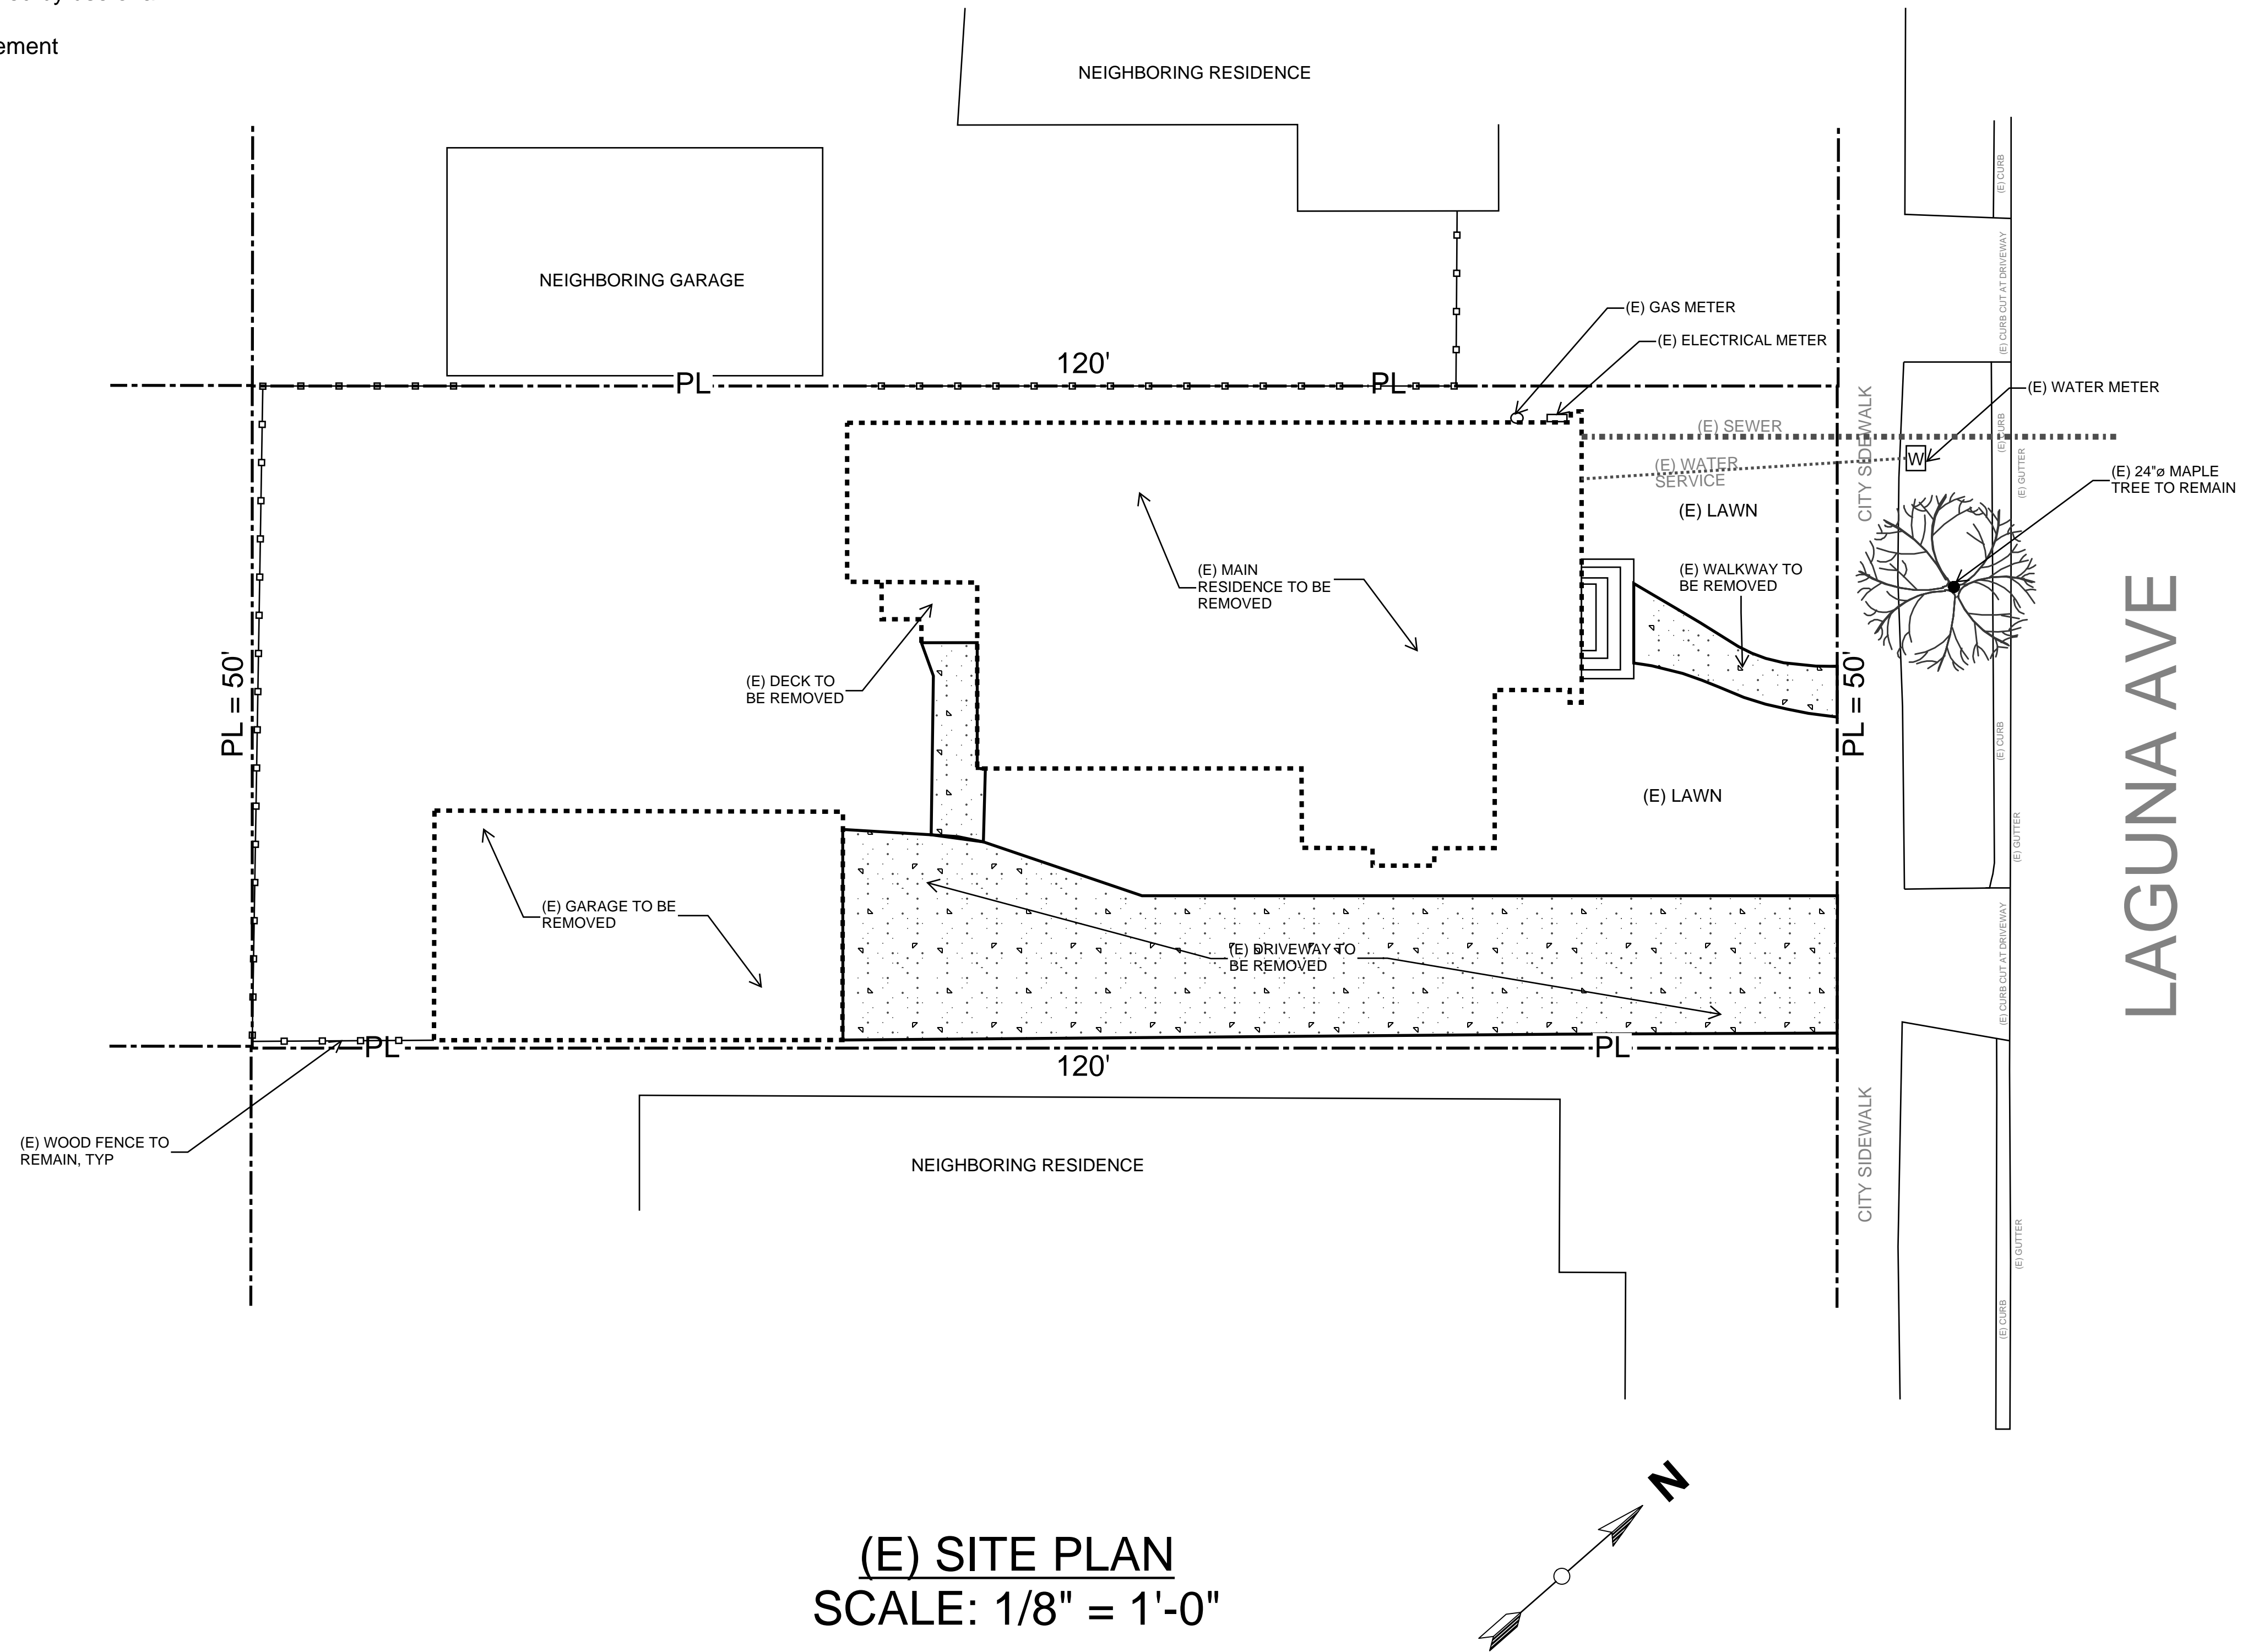 ement
NEIGHBORING RESIDENCE
NEIGHBORING GARAGE
(E) CURB
(E) CURB CUT AT DRIVEWAY
(E) GAS METER
(E) ELECTRICAL METER
120'
PL
PL
(E) WATER METER
CITY SIDEWALK
(E) SEWER
(E) CURB
(E) WATER
SERVICE
W
(E) GUTTER
(E) 24"⌀ MAPLE
TREE TO REMAIN
(E) LAWN
(E) MAIN
RESIDENCE TO BE
REMOVED
(E) WALKWAY TO
BE REMOVED
(E) DECK TO
BE REMOVED
PL = 50'
PL = 50'
(E) CURB
LAGUNA AVE
(E) LAWN
(E) GUTTER
(E) GARAGE TO BE
REMOVED
(E) DRIVEWAY TO
BE REMOVED
(E) CURB CUT AT DRIVEWAY
PL
PL
120'
(E) WOOD FENCE TO
REMAIN, TYP
NEIGHBORING RESIDENCE
CITY SIDEWALK
(E) GUTTER
(E) CURB
N
(E) SITE PLAN
SCALE: 1/8" = 1'-0"